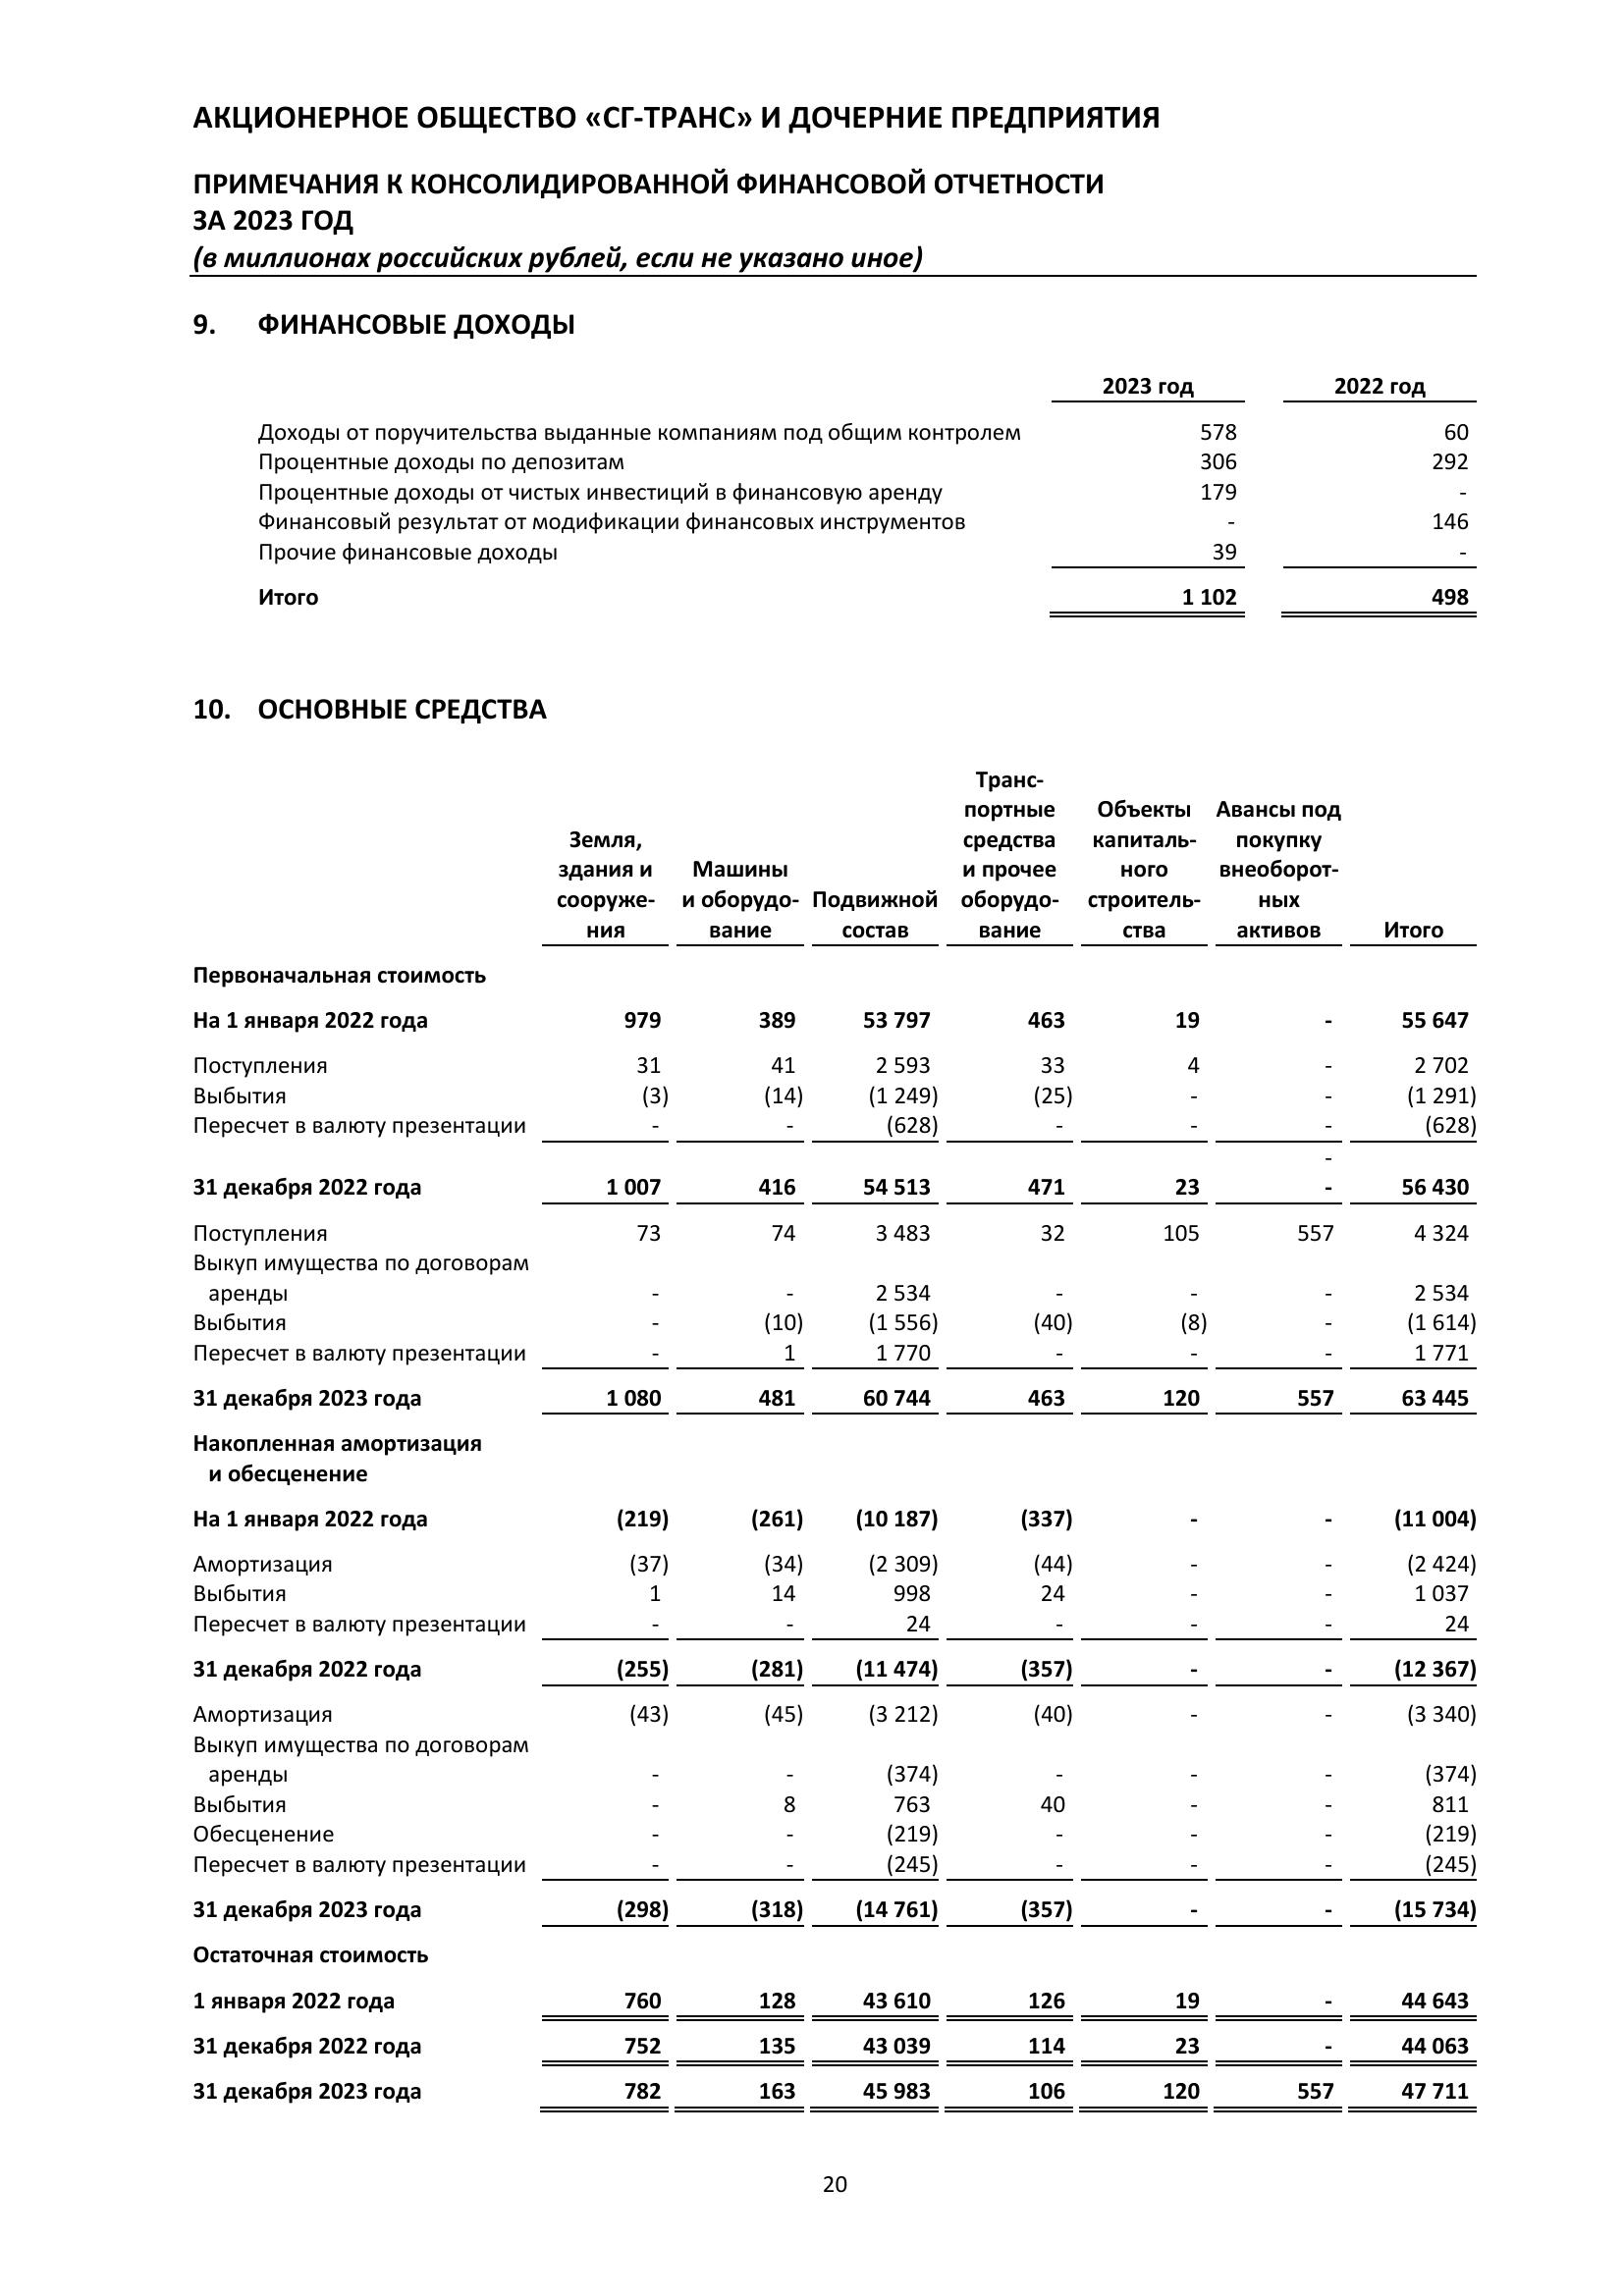 АКЦИОНЕРНОЕ ОБЩЕСТВО «СГ-ТРАНС» И ДОЧЕРНИЕ ПРЕДПРИЯТИЯ
ПРИМЕЧАНИЯ К КОНСОЛИДИРОВАННОЙ ФИНАНСОВОЙ ОТЧЕТНОСТИ
ЗА 2023 ГОД
(в миллионах российских рублей, если не указано иное)
9. ФИНАНСОВЫЕ ДОХОДЫ
2023 год 2022 год
Доходы от поручительства выданные компаниям под общим контролем 578 60
Процентные доходы по депозитам 306 292
Процентные доходы от чистых инвестиций в финансовую аренду 179 -
Финансовый результат от модификации финансовых инструментов - 146
Прочие финансовые доходы 39 -
Итого 1 102 498
10. ОСНОВНЫЕ СРЕДСТВА
Транс-
портные Объекты Авансы под
Земля, средства капиталь- покупку
здания и Машины и прочее ного внеоборот-
сооруже- и оборудо- Подвижной оборудо- строитель- ных
ния вание состав вание ства активов Итого
Первоначальная стоимость
На 1 января 2022 года 979 389 53 797 463 19 - 55 647
Поступления 31 41 2 593 33 4 - 2 702
Выбытия (3) (14) (1 249) (25) - - (1 291)
Пересчет в валюту презентации - - (628) - - - (628)
-
31 декабря 2022 года 1 007 416 54 513 471 23 - 56 430
Поступления 73 74 3 483 32 105 557 4 324
Выкуп имущества по договорам
аренды - - 2 534 - - - 2 534
Выбытия - (10) (1 556) (40) (8) - (1 614)
Пересчет в валюту презентации - 1 1 770 - - - 1 771
31 декабря 2023 года 1 080 481 60 744 463 120 557 63 445
Накопленная амортизация
и обесценение
На 1 января 2022 года (219) (261) (10 187) (337) - - (11 004)
Амортизация (37) (34) (2 309) (44) - - (2 424)
Выбытия 1 14 998 24 - - 1 037
Пересчет в валюту презентации - - 24 - - - 24
31 декабря 2022 года (255) (281) (11 474) (357) - - (12 367)
Амортизация (43) (45) (3 212) (40) - - (3 340)
Выкуп имущества по договорам
аренды - - (374) - - - (374)
Выбытия - 8 763 40 - - 811
Обесценение - - (219) - - - (219)
Пересчет в валюту презентации - - (245) - - - (245)
31 декабря 2023 года (298) (318) (14 761) (357) - - (15 734)
Остаточная стоимость
1 января 2022 года 760 128 43 610 126 19 - 44 643
31 декабря 2022 года 752 135 43 039 114 23 - 44 063
31 декабря 2023 года 782 163 45 983 106 120 557 47 711
20